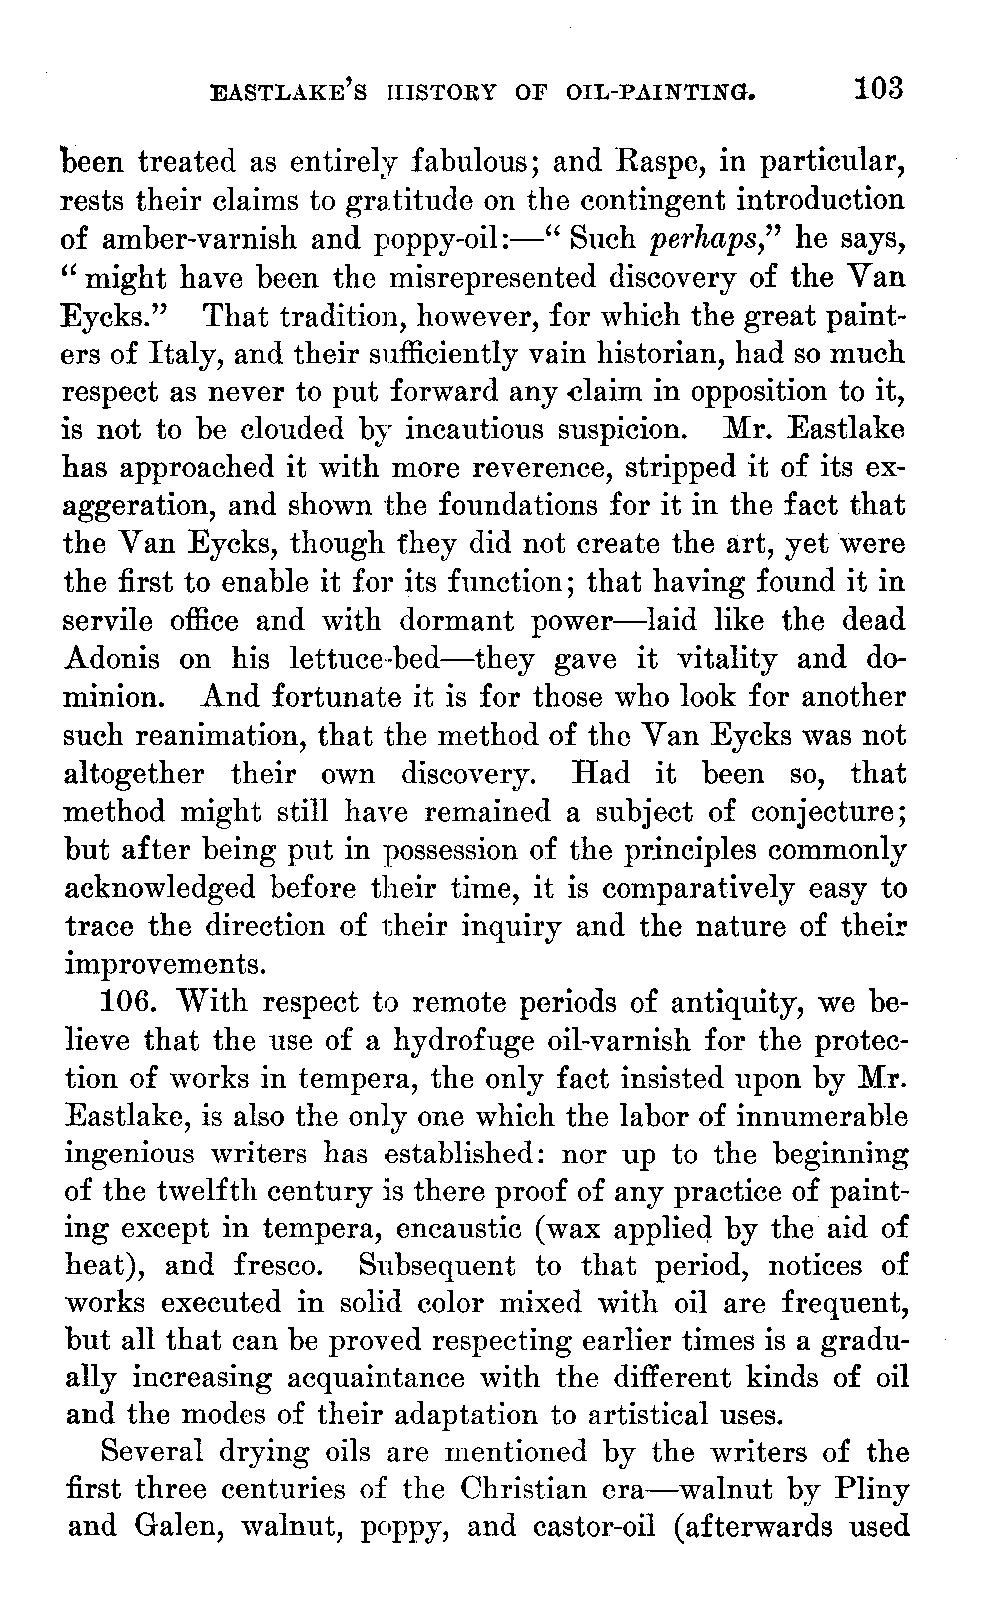 EASTLAKE'S HISTORY OF OIL-PAINTING. 103
been treated as entirely fabulous; and Raspe, in particular,
rests their claims to gratitude on the contingent introduction
of amber-varnish and poppy-oil:—“ Such perhaps,” he says,
“ might have been the misrepresented discovery of the Van
Eycks.” That tradition, however, for which the great paint-
ers of Italy, and their sufficiently vain historian, had so much
respect as never to put forward any claim in opposition to it,
is not to be clouded by incautious suspicion. Mr. Eastlake
has approached it with more reverence, stripped it of its ex-
aggeration, and shown the foundations for it in the fact that
the Van Eycks, though they did not create the art, yet were
the first to enable it for its function; that having found it in
servile office and with dormant power—laid like the dead
Adonis on his lettuce-bed—they gave it vitality and do-
minion. And fortunate it is for those who look for another
such reanimation, that the method of the Van Eycks was not
altogether their own discovery. Had it been so, that
method might still have remained a subject of conjecture;
but after being put in possession of the principles commonly
acknowledged before their time, it is comparatively easy to
trace the direction of their inquiry and the nature of their
improvements.
106. With respect to remote periods of antiquity, we be-
lieve that the use of a hydrofuge oil-varnish for the protec-
tion of works in tempera, the only fact insisted upon by Mr.
Eastlake, is also the only one which the labor of innumerable
ingenious writers has established: nor up to the beginning
of the twelfth century is there proof of any practice of paint-
ing except in tempera, encaustic (wax applied by the aid of
heat), and fresco. Subsequent to that period, notices of
works executed in solid color mixed with oil are frequent,
but all that can be proved respecting earlier times is a gradu-
ally increasing acquaintance with the different kinds of oil
and the modes of their adaptation to artistical uses.
Several drying oils are mentioned by the writers of the
first three centuries of the Christian era—walnut by Pliny
and Galen, walnut, poppy, and castor-oil (afterwards used